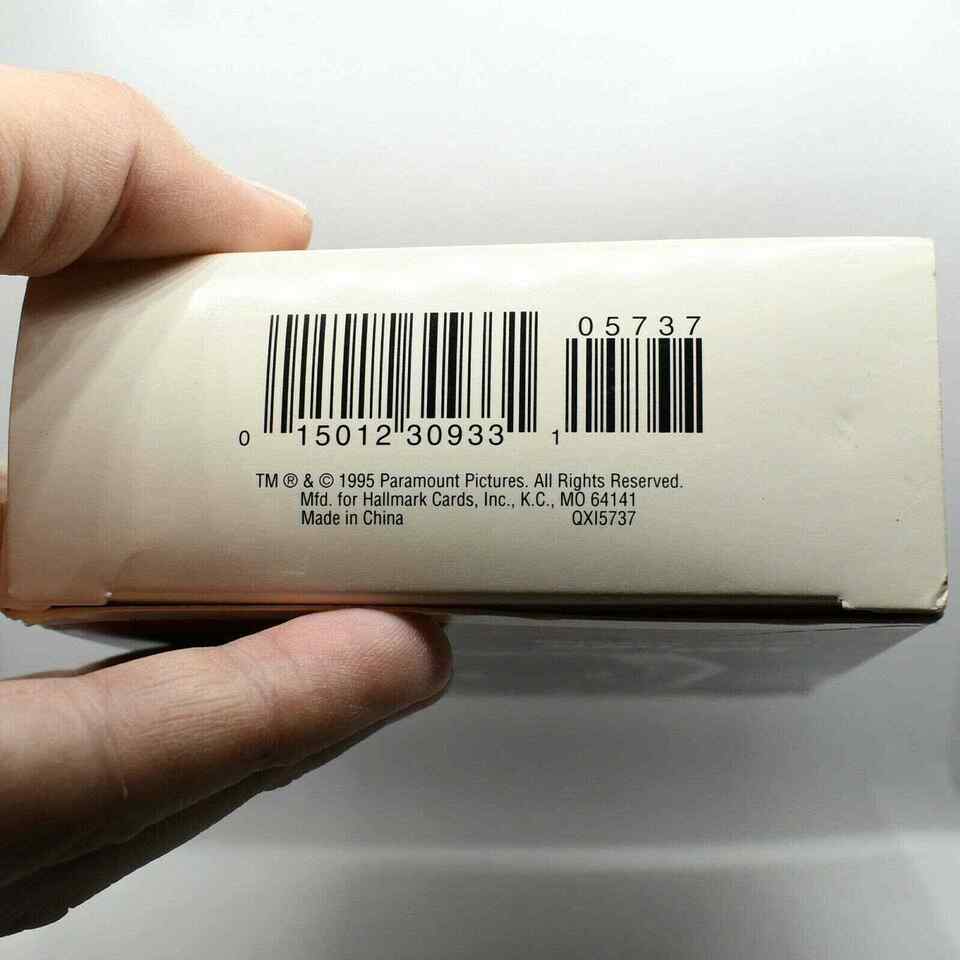 05737
0 15012 30933 1
TM ® & © 1995 Paramount Pictures. All Rights Reserved.
Mfd. for Hallmark Cards, Inc., K.C., MO 64141
Made in China QXI5737